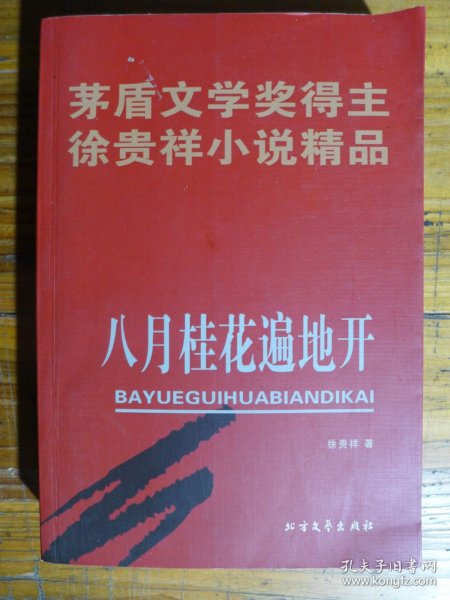 茅盾文学奖得主
徐贵祥小说精品
八月桂花遍地开
BAYUEGUIHUABIANDIKAI
徐贵祥 著
北方文艺出版社
孔夫子旧书网
www.kongfz.com